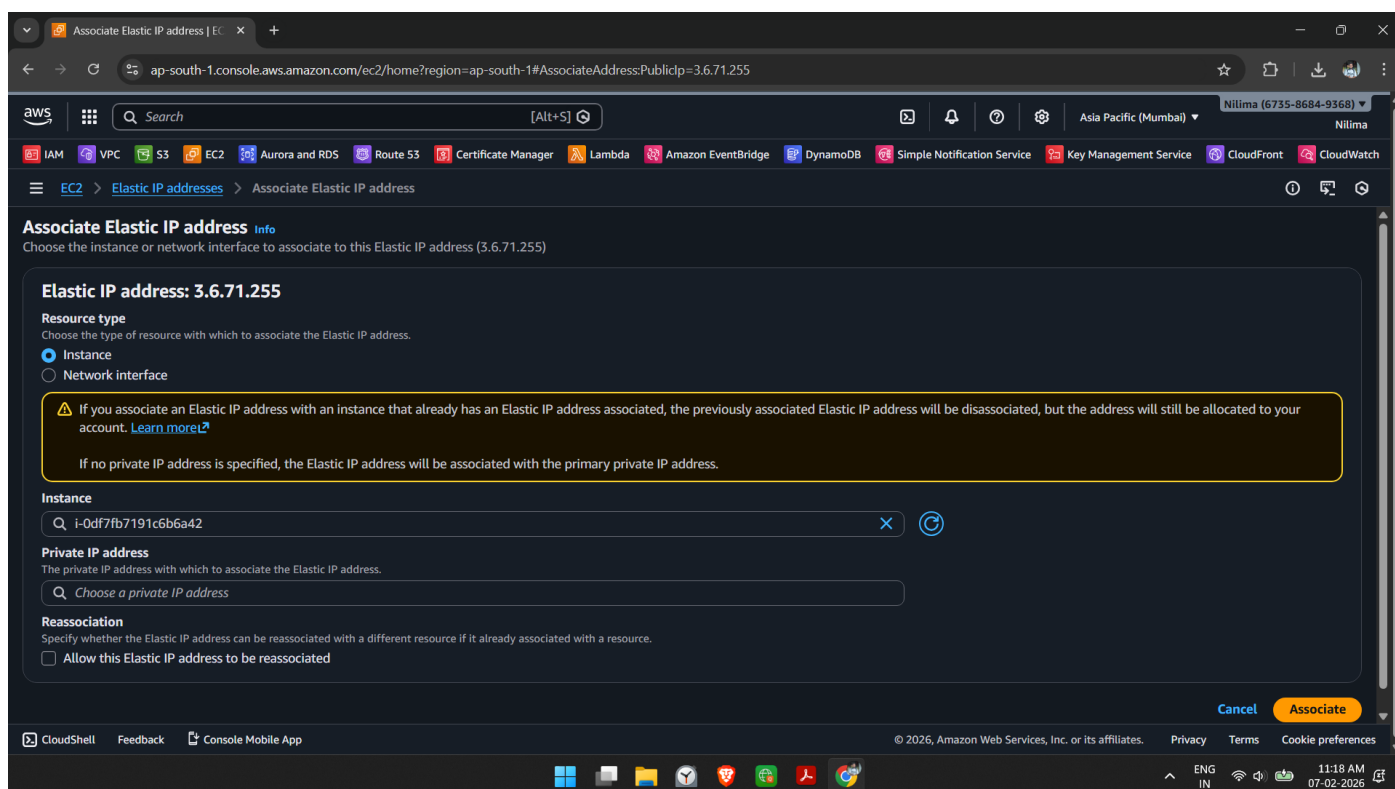 Associate Elastic IP address | EC
ap-south-1.console.aws.amazon.com/ec2/home?region=ap-south-1#AssociateAddress:PublicIp=3.6.71.255
aws
Search [Alt+S]
Asia Pacific (Mumbai) ▼
Nilima (6735-8684-9368) ▼
Nilima
IAM VPC S3 EC2 Aurora and RDS Route 53 Certificate Manager Lambda Amazon EventBridge DynamoDB Simple Notification Service Key Management Service CloudFront CloudWatch
EC2 > Elastic IP addresses > Associate Elastic IP address
Associate Elastic IP address Info
Choose the instance or network interface to associate to this Elastic IP address (3.6.71.255)
Elastic IP address: 3.6.71.255
Resource type
Choose the type of resource with which to associate the Elastic IP address.
Instance
Network interface
If you associate an Elastic IP address with an instance that already has an Elastic IP address associated, the previously associated Elastic IP address will be disassociated, but the address will still be allocated to your
account. Learn more
If no private IP address is specified, the Elastic IP address will be associated with the primary private IP address.
Instance
i-0df7fb7191c6b6a42
Private IP address
The private IP address with which to associate the Elastic IP address.
Choose a private IP address
Reassociation
Specify whether the Elastic IP address can be reassociated with a different resource if it already associated with a resource.
Allow this Elastic IP address to be reassociated
Cancel Associate
CloudShell Feedback Console Mobile App © 2026, Amazon Web Services, Inc. or its affiliates. Privacy Terms Cookie preferences
ENG 11:18 AM
IN 07-02-2026